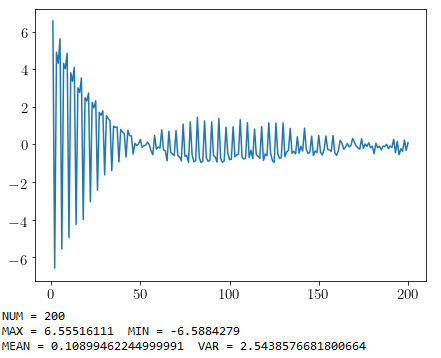 6
4
2
0
−2
−4
−6
0 50 100 150 200
NUM = 200
MAX = 6.55516111 MIN = -6.5884279
MEAN = 0.10899462244999991 VAR = 2.5438576681800664